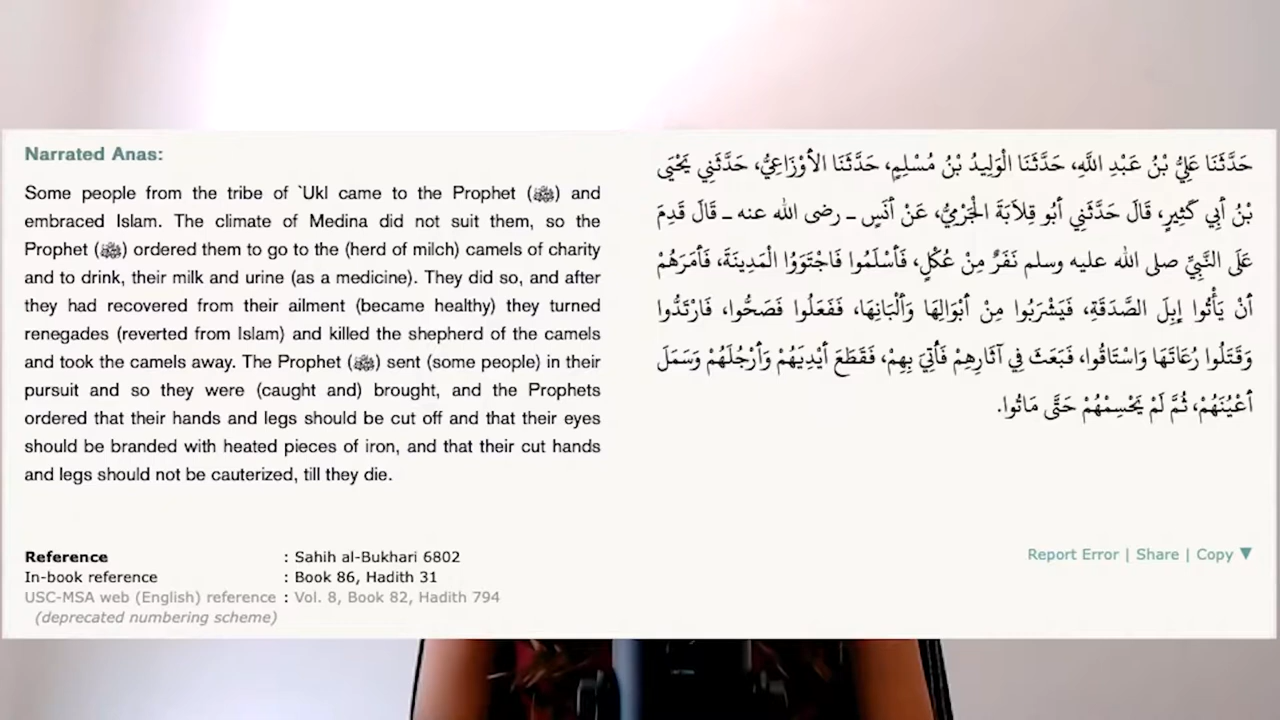 Narrated Anas:
Some people from the tribe of `Ukl came to the Prophet (ﷺ) and
embraced Islam. The climate of Medina did not suit them, so the
Prophet (ﷺ) ordered them to go to the (herd of milch) camels of charity
and to drink, their milk and urine (as a medicine). They did so, and after
they had recovered from their ailment (became healthy) they turned
renegades (reverted from Islam) and killed the shepherd of the camels
and took the camels away. The Prophet (ﷺ) sent (some people) in their
pursuit and so they were (caught and) brought, and the Prophets
ordered that their hands and legs should be cut off and that their eyes
should be branded with heated pieces of iron, and that their cut hands
and legs should not be cauterized, till they die.
حَدَّثَنَا عَلِيُّ بْنُ عَبْدِ اللَّهِ، حَدَّثَنَا الْوَلِيدُ بْنُ مُسْلِمٍ، حَدَّثَنَا الأَوْزَاعِيُّ، حَدَّثَنِي يَحْيَى
بْنُ أَبِي كَثِيرٍ، قَالَ حَدَّثَنِي أَبُو قِلاَبَةَ الْجَرْمِيُّ، عَنْ أَنَسٍ ـ رضى الله عنه ـ قَالَ قَدِمَ
عَلَى النَّبِيِّ صلى الله عليه وسلم نَفَرٌ مِنْ عُكْلٍ، فَأَسْلَمُوا فَاجْتَوَوُا الْمَدِينَةَ، فَأَمَرَهُمْ
أَنْ يَأْتُوا إِبِلَ الصَّدَقَةِ، فَيَشْرَبُوا مِنْ أَبْوَالِهَا وَأَلْبَانِهَا، فَفَعَلُوا فَصَحُّوا، فَارْتَدُّوا
وَقَتَلُوا رُعَاتَهَا وَاسْتَاقُوا، فَبَعَثَ فِي آثَارِهِمْ فَأُتِيَ بِهِمْ، فَقَطَعَ أَيْدِيَهُمْ وَأَرْجُلَهُمْ وَسَمَلَ
أَعْيُنَهُمْ، ثُمَّ لَمْ يَحْسِمْهُمْ حَتَّى مَاتُوا.
Reference : Sahih al-Bukhari 6802
In-book reference : Book 86, Hadith 31
USC-MSA web (English) reference : Vol. 8, Book 82, Hadith 794
(deprecated numbering scheme)
Report Error | Share | Copy ▼